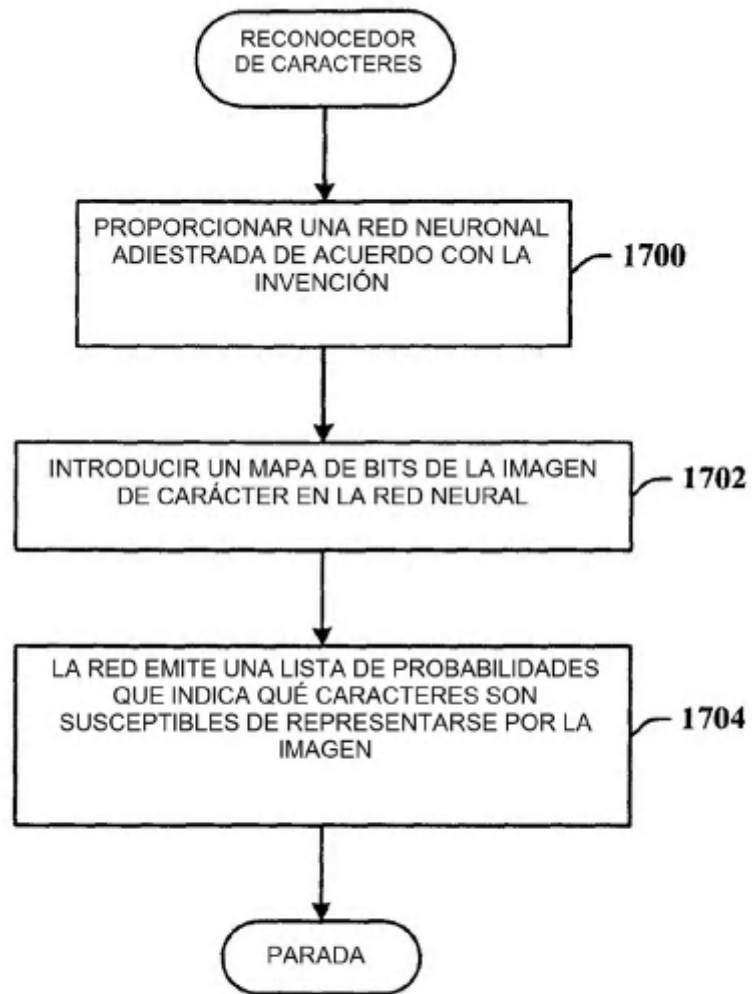 RECONOCEDOR
DE CARACTERES
PROPORCIONAR UNA RED NEURONAL
ADIESTRADA DE ACUERDO CON LA
INVENCIÓN
1700
INTRODUCIR UN MAPA DE BITS DE LA IMAGEN
DE CARÁCTER EN LA RED NEURAL
1702
LA RED EMITE UNA LISTA DE PROBABILIDADES
QUE INDICA QUÉ CARACTERES SON
SUSCEPTIBLES DE REPRESENTARSE POR LA
IMAGEN
1704
PARADA